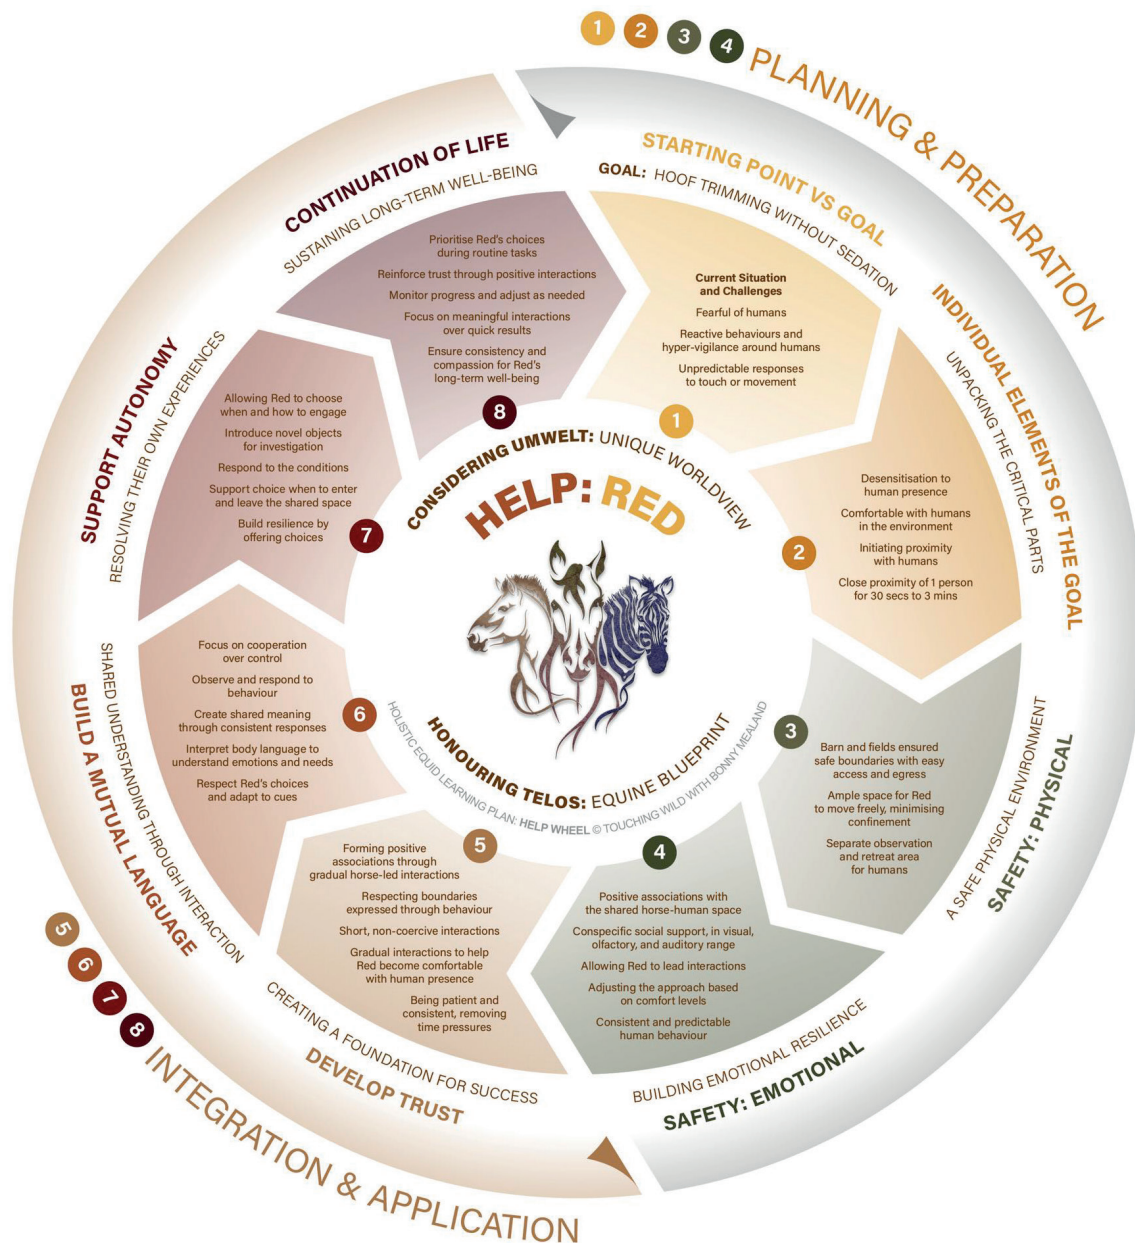 1 2 3 4 PLANNING & PREPARATION
STARTING POINT VS GOAL
GOAL: HOOF TRIMMING WITHOUT SEDATION
Current Situation
and Challenges
Fearful of humans
Reactive behaviours and
hyper-vigilance around humans
Unpredictable responses
to touch or movement
1
INDIVIDUAL ELEMENTS OF THE GOAL
UNPACKING THE CRITICAL PARTS
Desensitisation to
human presence
Comfortable with humans
in the environment
Initiating proximity
with humans
Close proximity of 1 person
for 30 secs to 3 mins
2
SAFETY: PHYSICAL
A SAFE PHYSICAL ENVIRONMENT
Barn and fields ensured
safe boundaries with easy
access and egress
Ample space for Red
to move freely, minimising
confinement
Separate observation
and retreat area
for humans
3
SAFETY: EMOTIONAL
BUILDING EMOTIONAL RESILIENCE
4
Positive associations with
the shared horse-human space
Conspecific social support, in visual,
olfactory, and auditory range
Allowing Red to lead interactions
Adjusting the approach based
on comfort levels
Consistent and predictable
human behaviour
5 6 7 8 INTEGRATION & APPLICATION
DEVELOP TRUST
CREATING A FOUNDATION FOR SUCCESS
5
Forming positive
associations through
gradual horse-led interactions
Respecting boundaries
expressed through behaviour
Short, non-coercive interactions
Gradual interactions to help
Red become comfortable
with human presence
Being patient and
consistent, removing
time pressures
BUILD A MUTUAL LANGUAGE
SHARED UNDERSTANDING THROUGH INTERACTION
Focus on cooperation
over control
Observe and respond to
behaviour
Create shared meaning
through consistent responses
Interpret body language to
understand emotions and needs
Respect Red's choices
and adapt to cues
6
SUPPORT AUTONOMY
RESOLVING THEIR OWN EXPERIENCES
Allowing Red to choose
when and how to engage
Introduce novel objects
for investigation
Respond to the conditions
Support choice when to enter
and leave the shared space
Build resilience by
offering choices
7
CONTINUATION OF LIFE
SUSTAINING LONG-TERM WELL-BEING
Prioritise Red's choices
during routine tasks
Reinforce trust through positive interactions
Monitor progress and adjust as needed
Focus on meaningful interactions
over quick results
Ensure consistency and
compassion for Red's
long-term well-being
8
CONSIDERING UMWELT: UNIQUE WORLDVIEW
HELP: RED
HONOURING TELOS: EQUINE BLUEPRINT
HOLISTIC EQUID LEARNING PLAN: HELP WHEEL © TOUCHING WILD WITH BONNY MEALAND